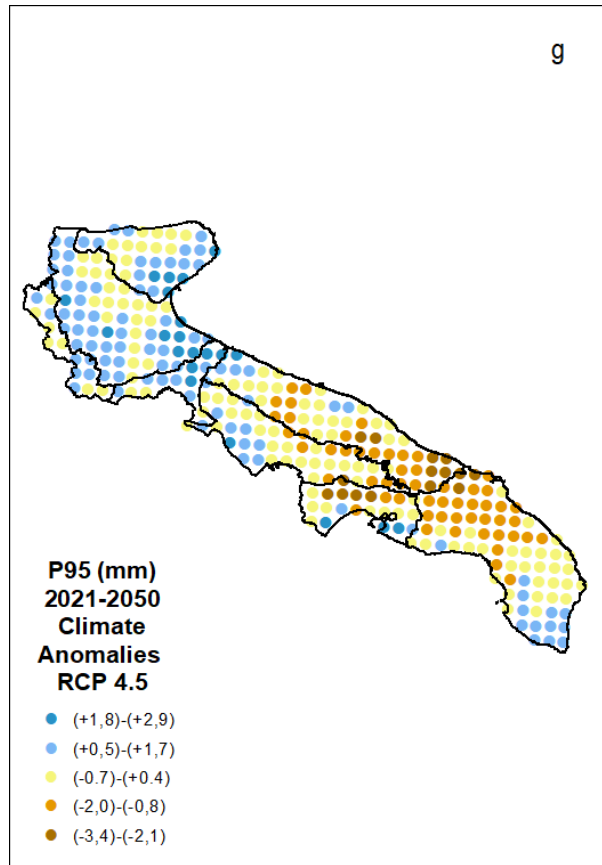 g
P95 (mm)
2021-2050
Climate
Anomalies
RCP 4.5
(+1,8)-(+2,9)
(+0,5)-(+1,7)
(-0.7)-(+0.4)
(-2,0)-(-0,8)
(-3,4)-(-2,1)